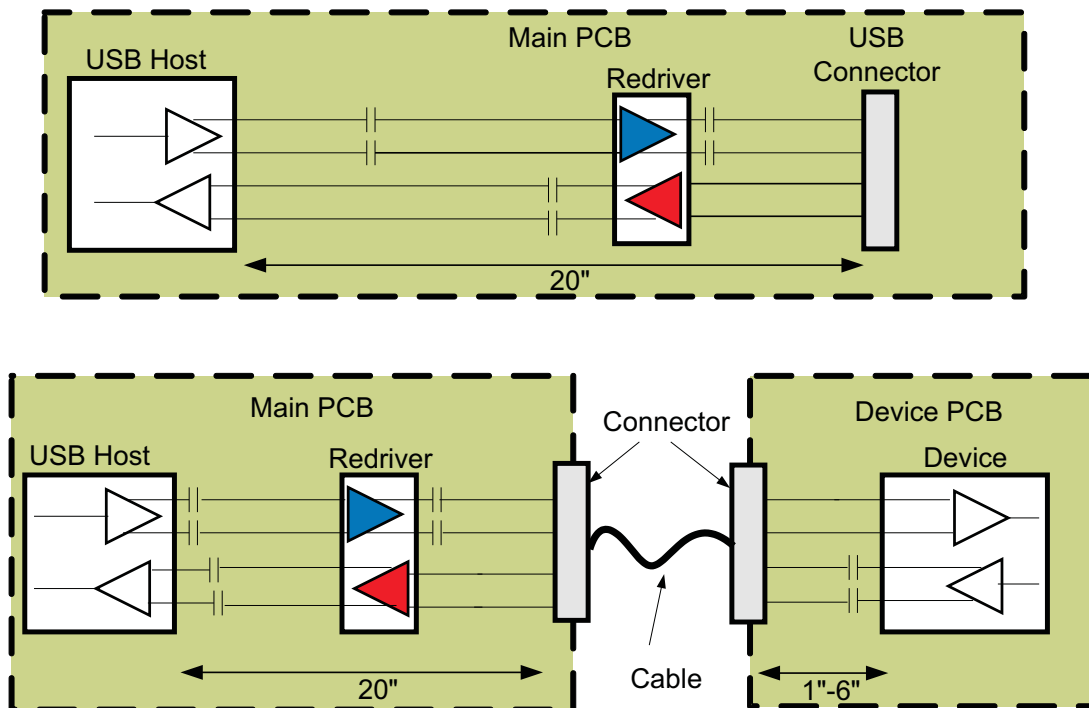 Main PCB
USB
Connector
USB Host
Redriver
20"
Main PCB
Connector
Device PCB
USB Host
Redriver
Device
20"
Cable
1"-6"